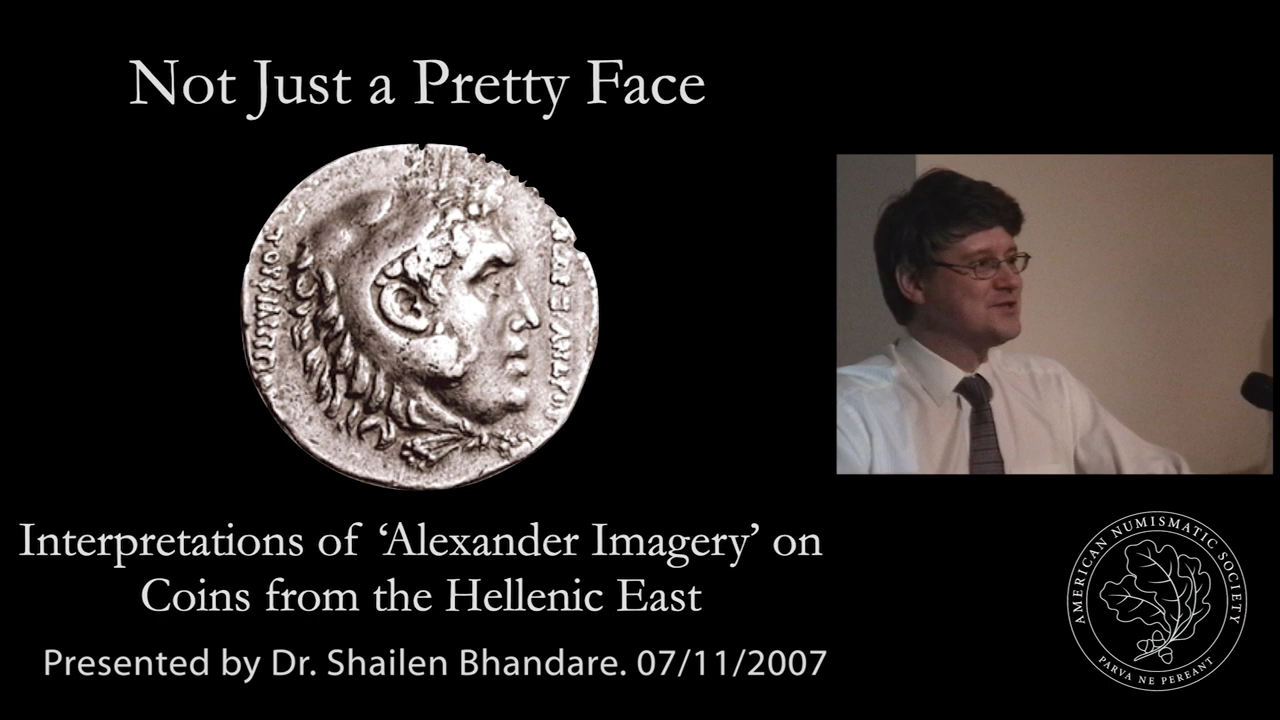 Not Just a Pretty Face
Interpretations of ‘Alexander Imagery’ on
Coins from the Hellenic East
Presented by Dr. Shailen Bhandare. 07/11/2007
AMERICAN NUMISMATIC SOCIETY
PARVA NE PEREANT